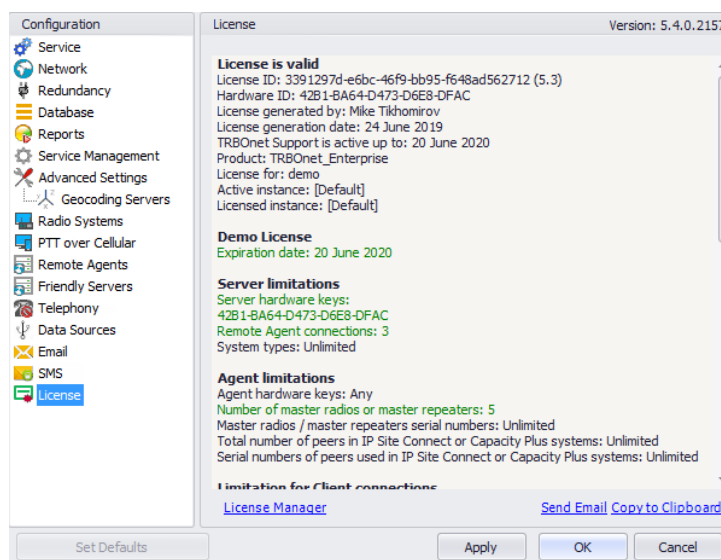 Configuration
Service
Network
Redundancy
Database
Reports
Service Management
Advanced Settings
Geocoding Servers
Radio Systems
PTT over Cellular
Remote Agents
Friendly Servers
Telephony
Data Sources
Email
SMS
License
License Version: 5.4.0.2157
License is valid
License ID: 3391297d-e6bc-46f9-bb95-f648ad562712 (5.3)
Hardware ID: 42B1-BA64-D473-D6E8-DFAC
License generated by: Mike Tikhomirov
License generation date: 24 June 2019
TRBOnet Support is active up to: 20 June 2020
Product: TRBOnet_Enterprise
License for: demo
Active instance: [Default]
Licensed instance: [Default]
Demo License
Expiration date: 20 June 2020
Server limitations
Server hardware keys:
42B1-BA64-D473-D6E8-DFAC
Remote Agent connections: 3
System types: Unlimited
Agent limitations
Agent hardware keys: Any
Number of master radios or master repeaters: 5
Master radios / master repeaters serial numbers: Unlimited
Total number of peers in IP Site Connect or Capacity Plus systems: Unlimited
Serial numbers of peers used in IP Site Connect or Capacity Plus systems: Unlimited
Limitation for Client connections
License Manager Send Email Copy to Clipboard
Set Defaults Apply OK Cancel